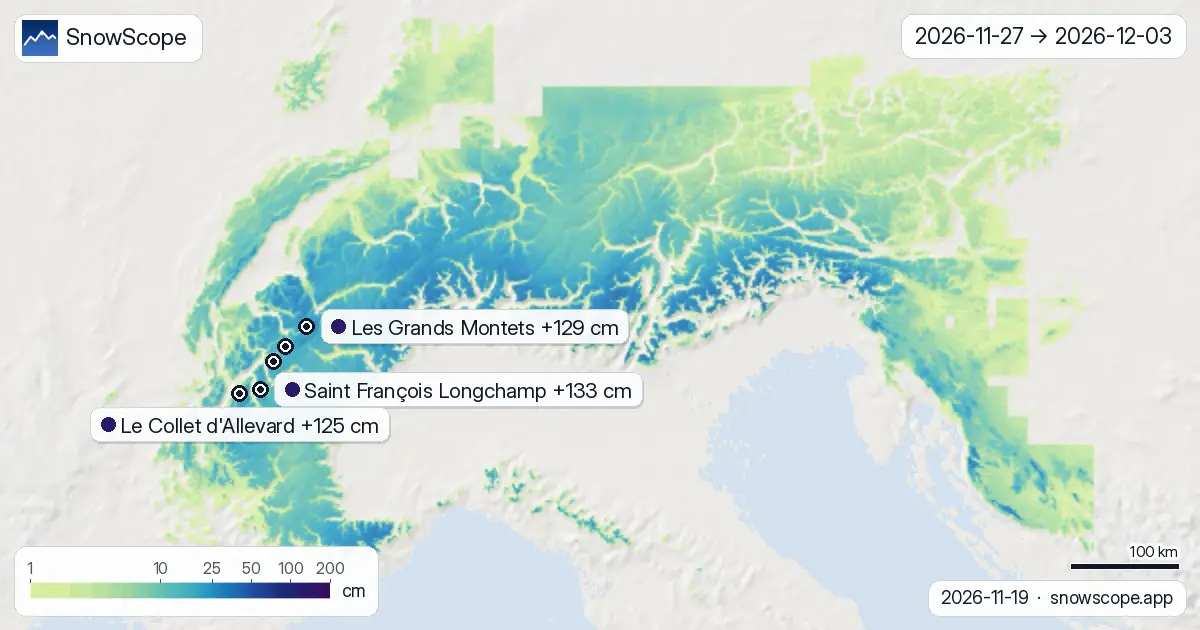 SnowScope
2026-11-27 → 2026-12-03
Les Grands Montets +129 cm
Saint François Longchamp +133 cm
Le Collet d'Allevard +125 cm
1 10 25 50 100 200
cm
100 km
2026-11-19 · snowscope.app